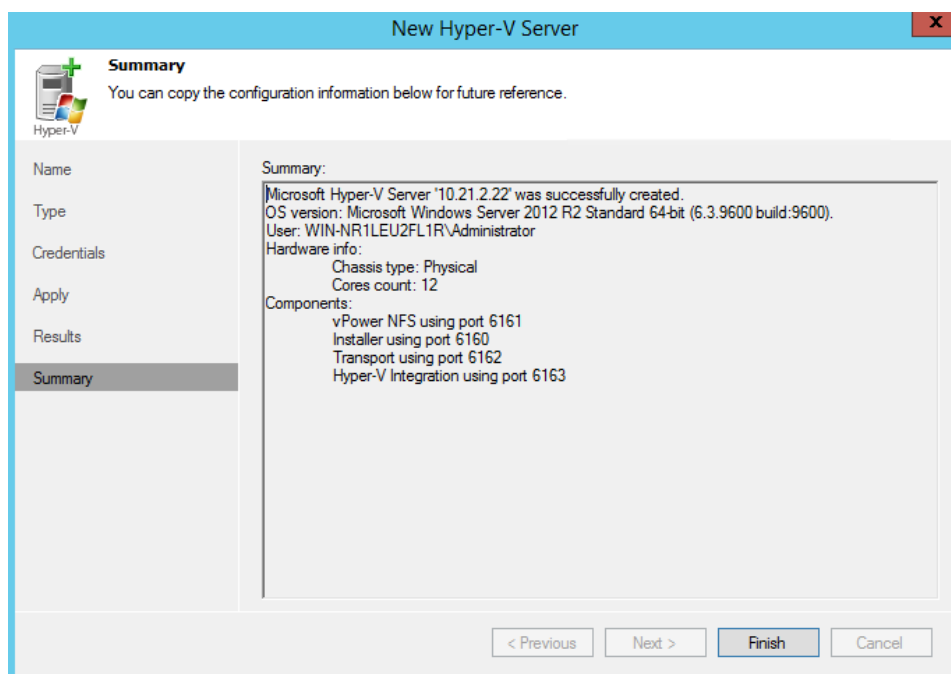 New Hyper-V Server
X
Summary
You can copy the configuration information below for future reference.
Hyper-V
Name
Type
Credentials
Apply
Results
Summary
Summary:
Microsoft Hyper-V Server '10.21.2.22' was successfully created.
OS version: Microsoft Windows Server 2012 R2 Standard 64-bit (6.3.9600 build:9600).
User: WIN-NR1LEU2FL1R\Administrator
Hardware info:
Chassis type: Physical
Cores count: 12
Components:
vPower NFS using port 6161
Installer using port 6160
Transport using port 6162
Hyper-V Integration using port 6163
< Previous
Next >
Finish
Cancel